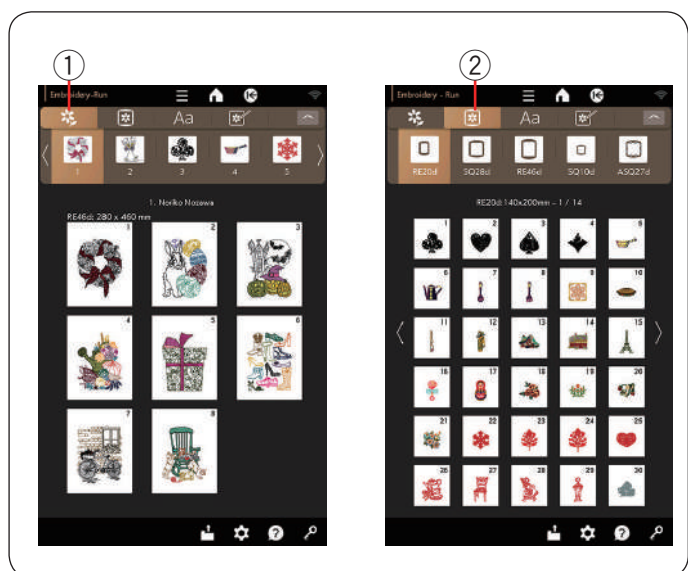 ① ②
Embroidery-Run
Aa
1 2 3 4 5
1. Noriko Nozawa
RE46d: 280 x 460 mm
1 2 3
4 5 6
7 8
Embroidery - Run
Aa
RE20d SQ28d RE46d SQ10d ASQ27d
RE20d:140x200mm – 1 / 14
1 2 3 4 5
6 7 8 9 10
11 12 13 14 15
16 17 18 19 20
21 22 23 24 25
26 27 28 29 30